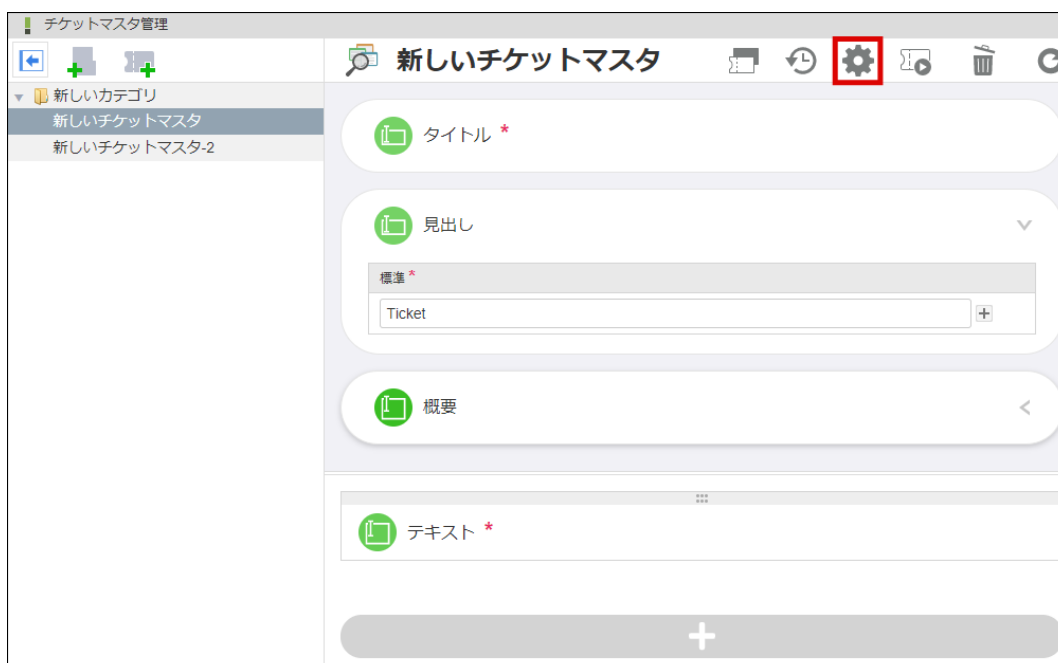 チケットマスタ管理
新しいチケットマスタ
新しいカテゴリ
新しいチケットマスタ
新しいチケットマスタ-2
タイトル *
見出し
標準 *
Ticket
概要
テキスト *